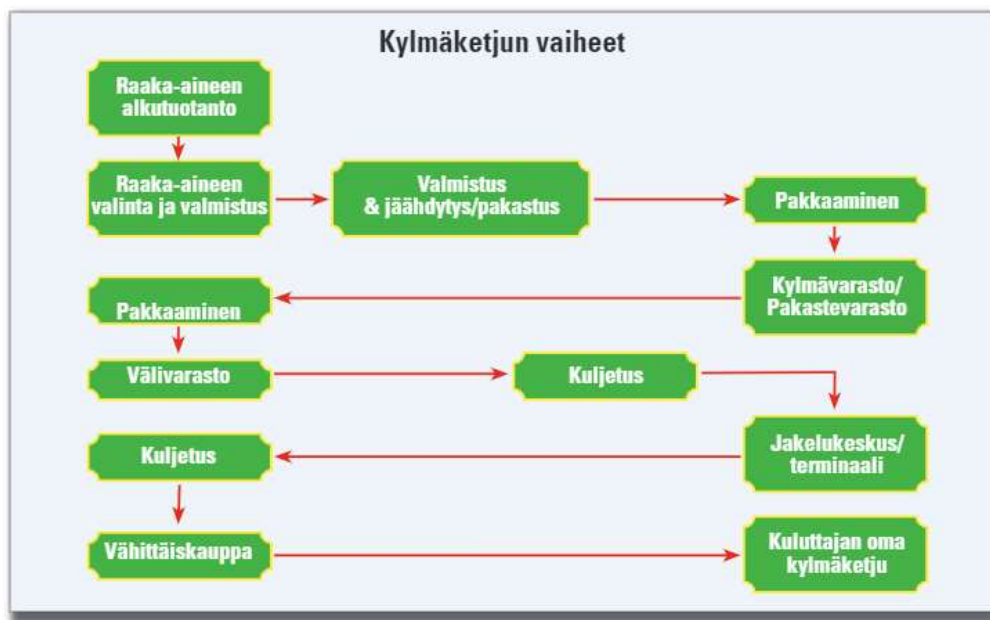 Kylmäketjun vaiheet
Raaka-aineen
alkutuotanto
Raaka-aineen
valinta ja valmistus
Valmistus
& jäähdytys/pakastus
Pakkaaminen
Kylmävarasto/
Pakastevarasto
Pakkaaminen
Välivarasto
Kuljetus
Jakelukeskus/
terminaali
Kuljetus
Vähittäiskauppa
Kuluttajan oma
kylmäketju